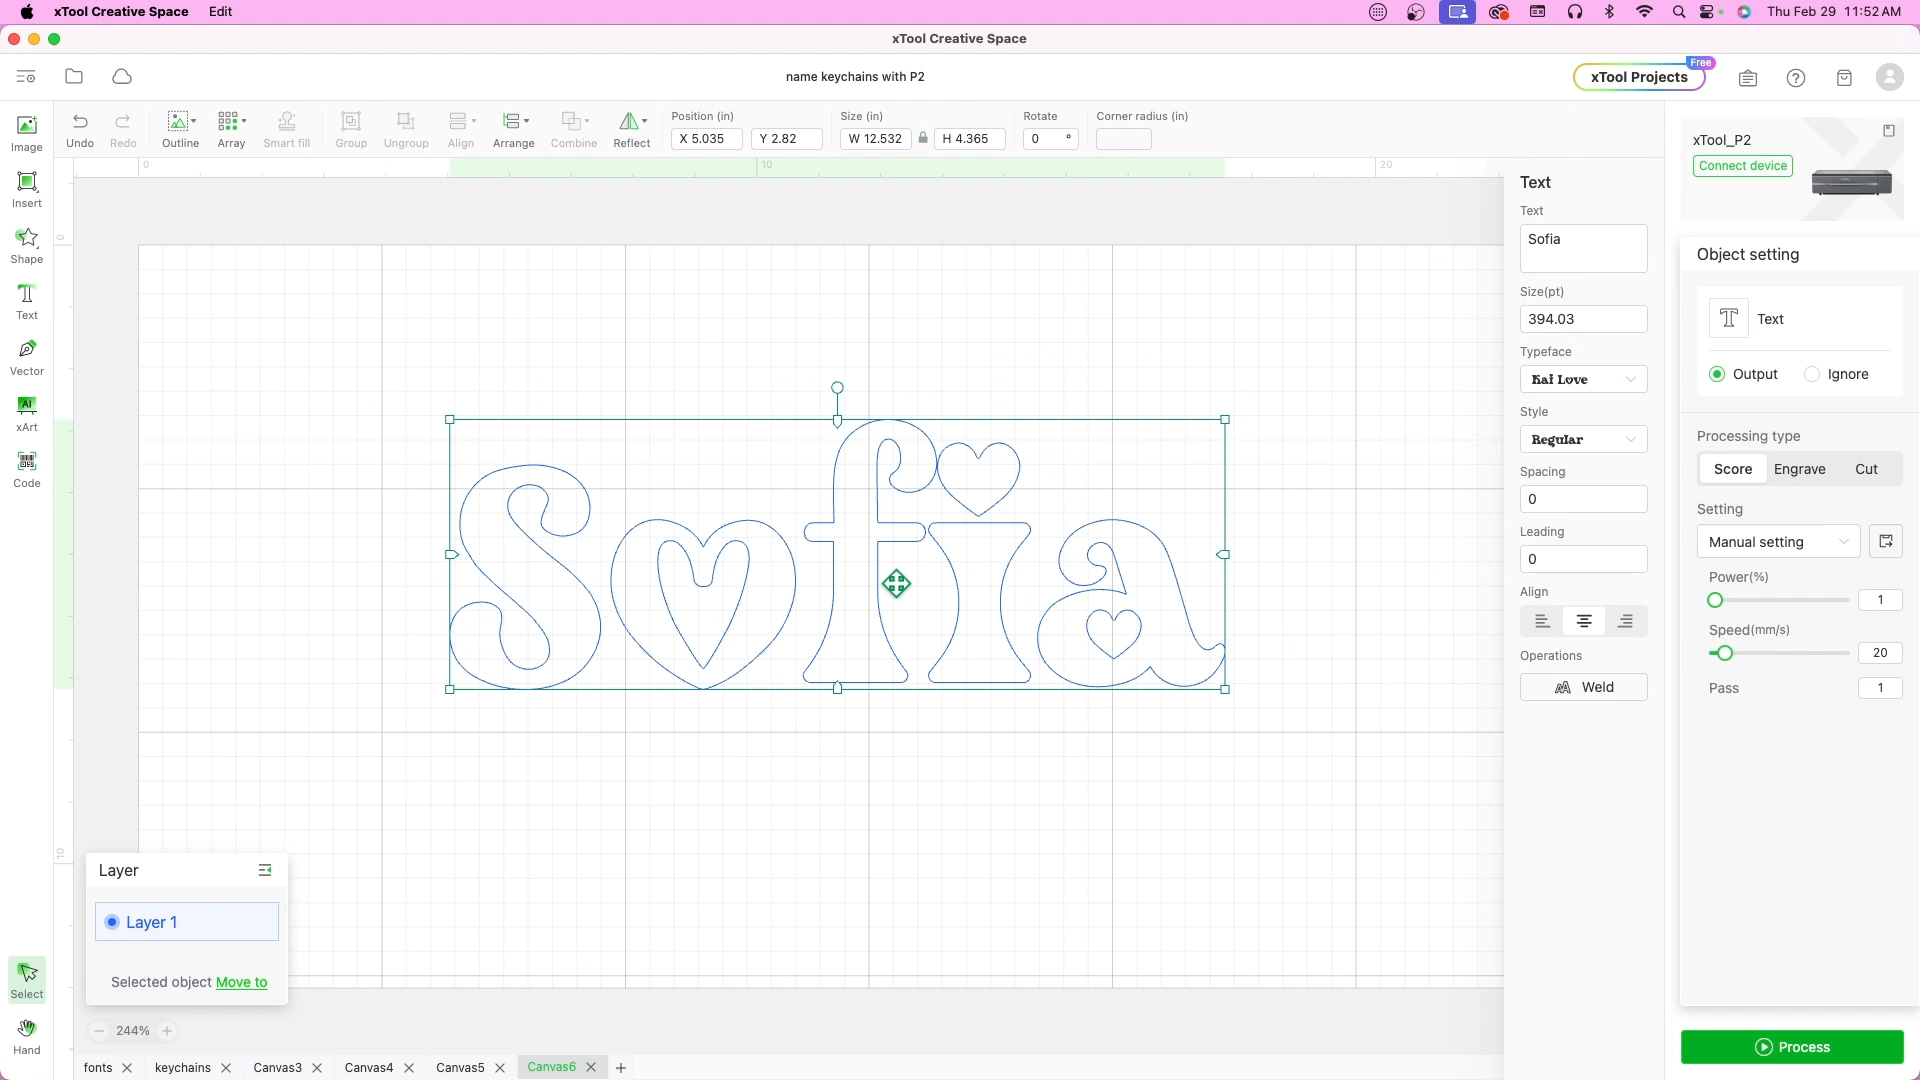 xTool Creative Space Edit Thu Feb 29 11:52 AM
xTool Creative Space
name keychains with P2
xTool Projects Free
Undo Redo Outline Array Smart fill Group Ungroup Align Arrange Combine Reflect
Position (in) Size (in) Rotate Corner radius (in)
X 5.035 Y 2.82 W 12.532 H 4.365 0 °
Image
Insert
Shape
Text
Vector
AI
xArt
Code
Select
Hand
0 10 20
0
10
Sofia
Layer
Layer 1
Selected object Move to
244%
fonts keychains Canvas3 Canvas4 Canvas5 Canvas6
Text
Text
Sofia
Size(pt)
394.03
Typeface
Kai Love
Style
Regular
Spacing
0
Leading
0
Align
Operations
Weld
xTool_P2
Connect device
Object setting
Text
Output Ignore
Processing type
Score Engrave Cut
Setting
Manual setting
Power(%)
1
Speed(mm/s)
20
Pass 1
Process